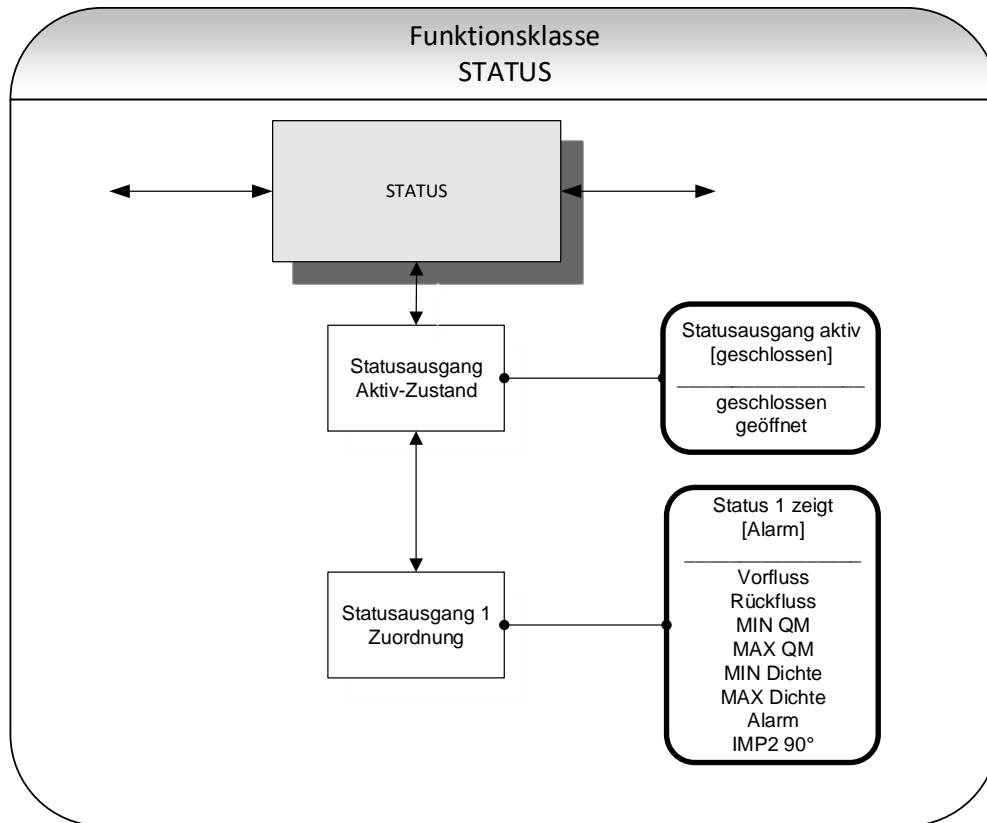 Funktionsklasse
STATUS
STATUS
Statusausgang
Aktiv-Zustand
Statusausgang aktiv
[geschlossen]
geschlossen
geöffnet
Statusausgang 1
Zuordnung
Status 1 zeigt
[Alarm]
Vorfluss
Rückfluss
MIN QM
MAX QM
MIN Dichte
MAX Dichte
Alarm
IMP2 90°